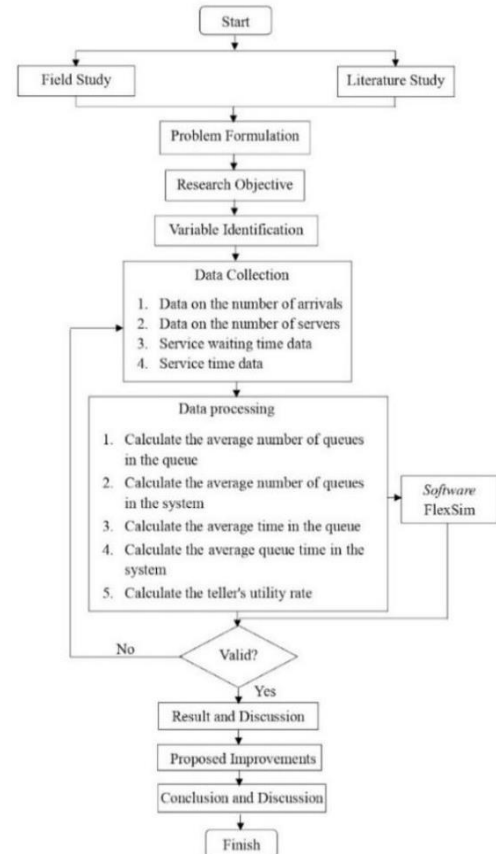 Start
Field Study
Literature Study
Problem Formulation
Research Objective
Variable Identification
Data Collection
1. Data on the number of arrivals
2. Data on the number of servers
3. Service waiting time data
4. Service time data
Data processing
1. Calculate the average number of queues
in the queue
2. Calculate the average number of queues
in the system
3. Calculate the average time in the queue
4. Calculate the average queue time in the
system
5. Calculate the teller's utility rate
Software
FlexSim
No
Valid?
Yes
Result and Discussion
Proposed Improvements
Conclusion and Discussion
Finish